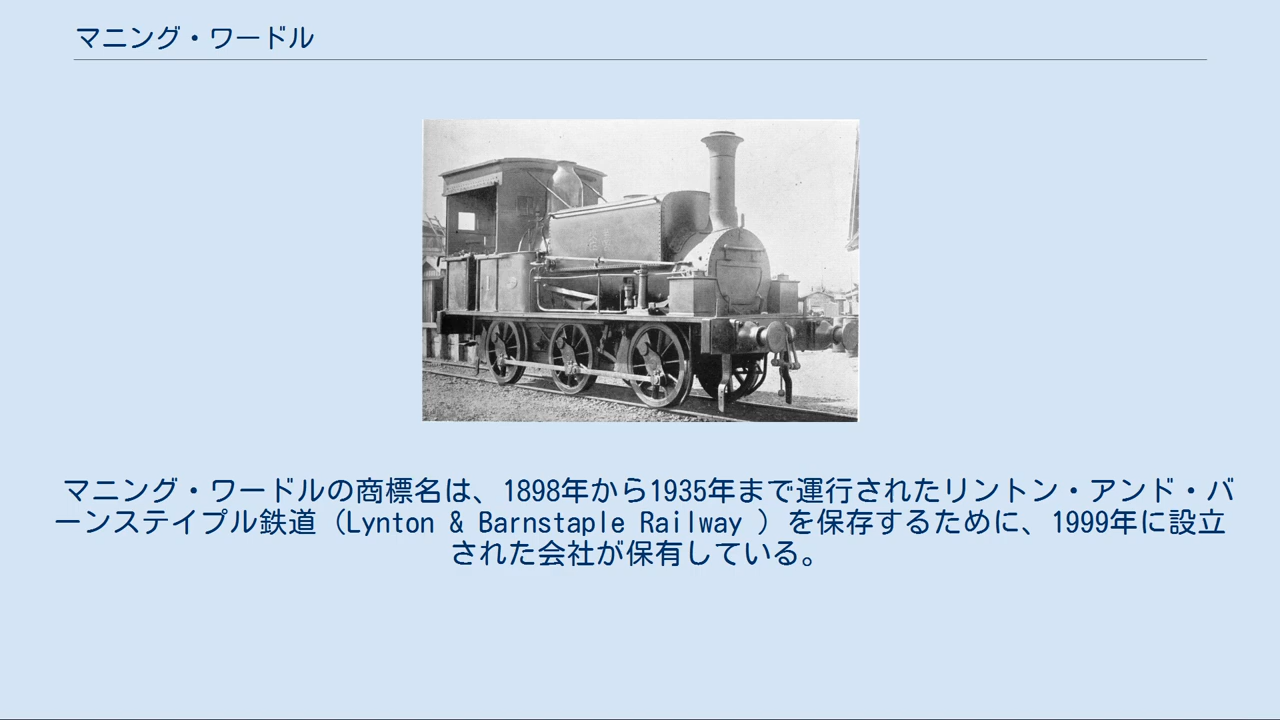 マニング・ワードル
マニング・ワードルの商標名は、1898年から1935年まで運行されたリントン・アンド・バ
ーンステイプル鉄道（Lynton & Barnstaple Railway ）を保存するために、1999年に設立
された会社が保有している。